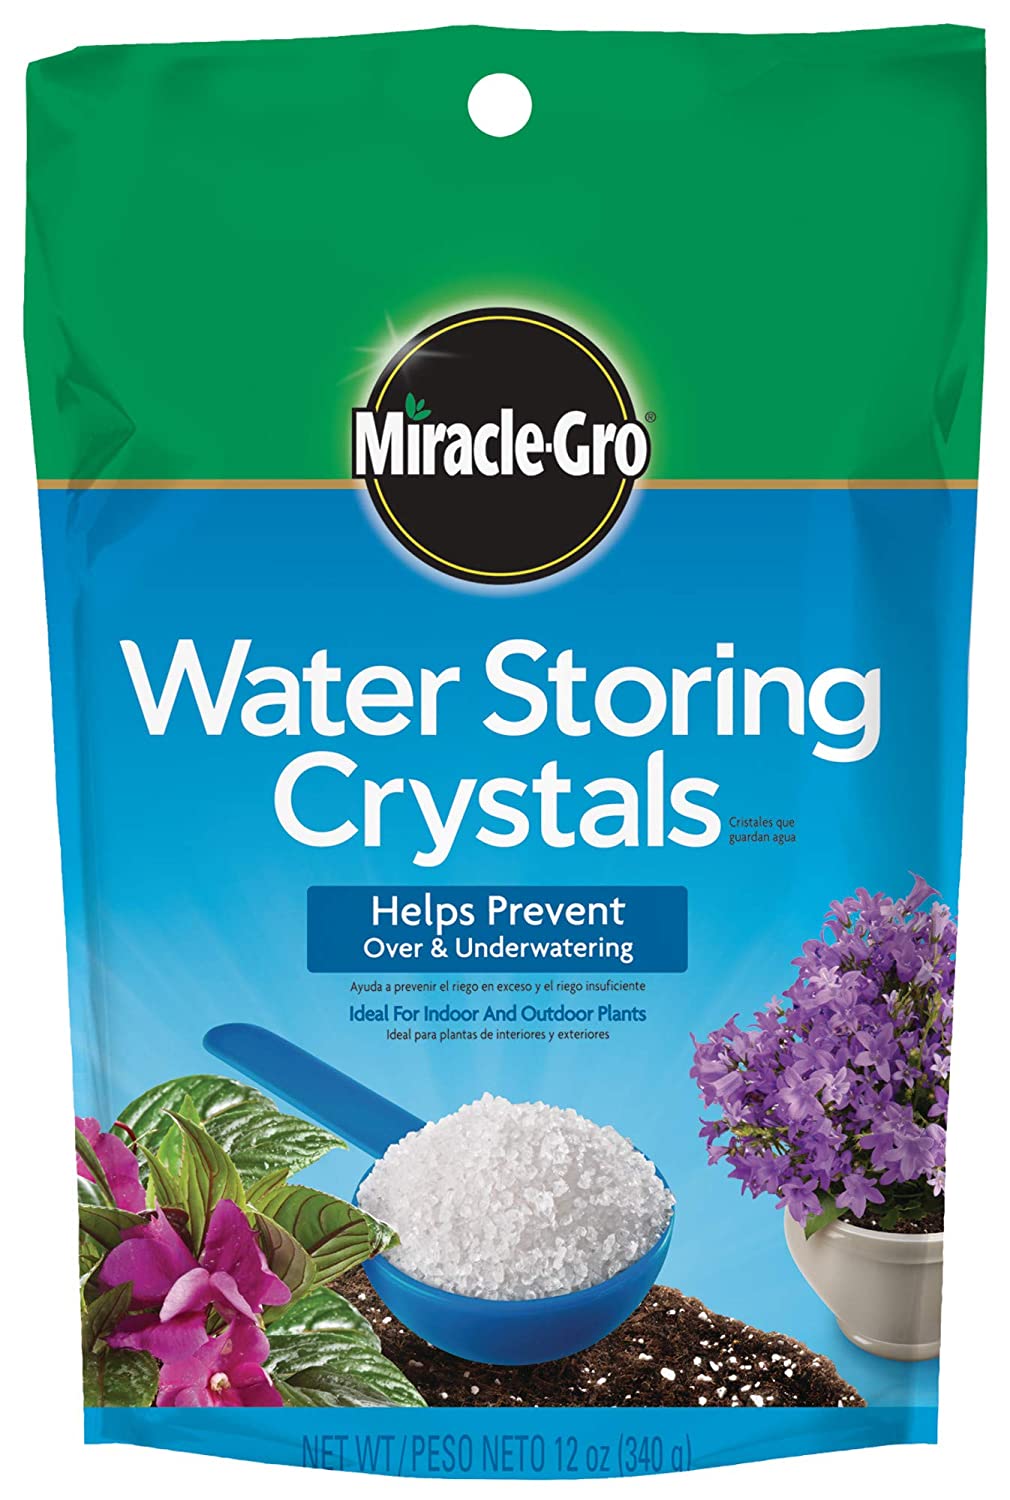 Miracle-Gro®
Water Storing
Crystals
Cristales que
guardan agua
Helps Prevent
Over & Underwatering
Ayuda a prevenir el riego en exceso y el riego insuficiente
Ideal For Indoor And Outdoor Plants
Ideal para plantas de interiores y exteriores
NET WT/PESO NETO 12 oz (340 g)